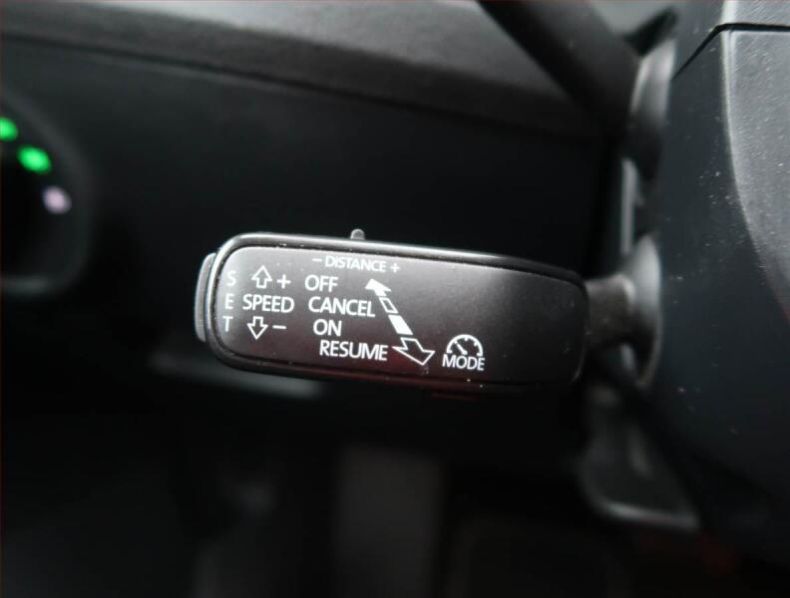 - DISTANCE +
S + OFF
E SPEED CANCEL
T - ON
RESUME
MODE